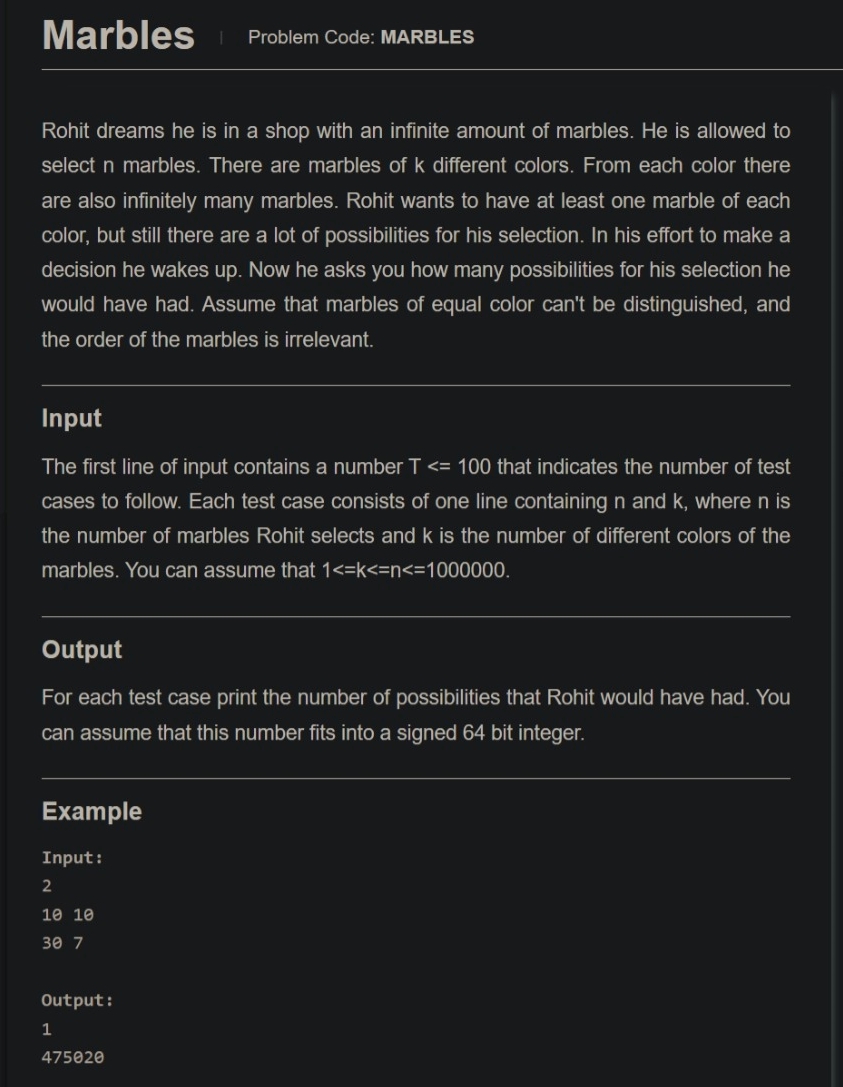 Marbles | Problem Code: MARBLES
Rohit dreams he is in a shop with an infinite amount of marbles. He is allowed to
select n marbles. There are marbles of k different colors. From each color there
are also infinitely many marbles. Rohit wants to have at least one marble of each
color, but still there are a lot of possibilities for his selection. In his effort to make a
decision he wakes up. Now he asks you how many possibilities for his selection he
would have had. Assume that marbles of equal color can't be distinguished, and
the order of the marbles is irrelevant.
Input
The first line of input contains a number T <= 100 that indicates the number of test
cases to follow. Each test case consists of one line containing n and k, where n is
the number of marbles Rohit selects and k is the number of different colors of the
marbles. You can assume that 1<=k<=n<=1000000.
Output
For each test case print the number of possibilities that Rohit would have had. You
can assume that this number fits into a signed 64 bit integer.
Example
Input:
2
10 10
30 7
Output:
1
475020